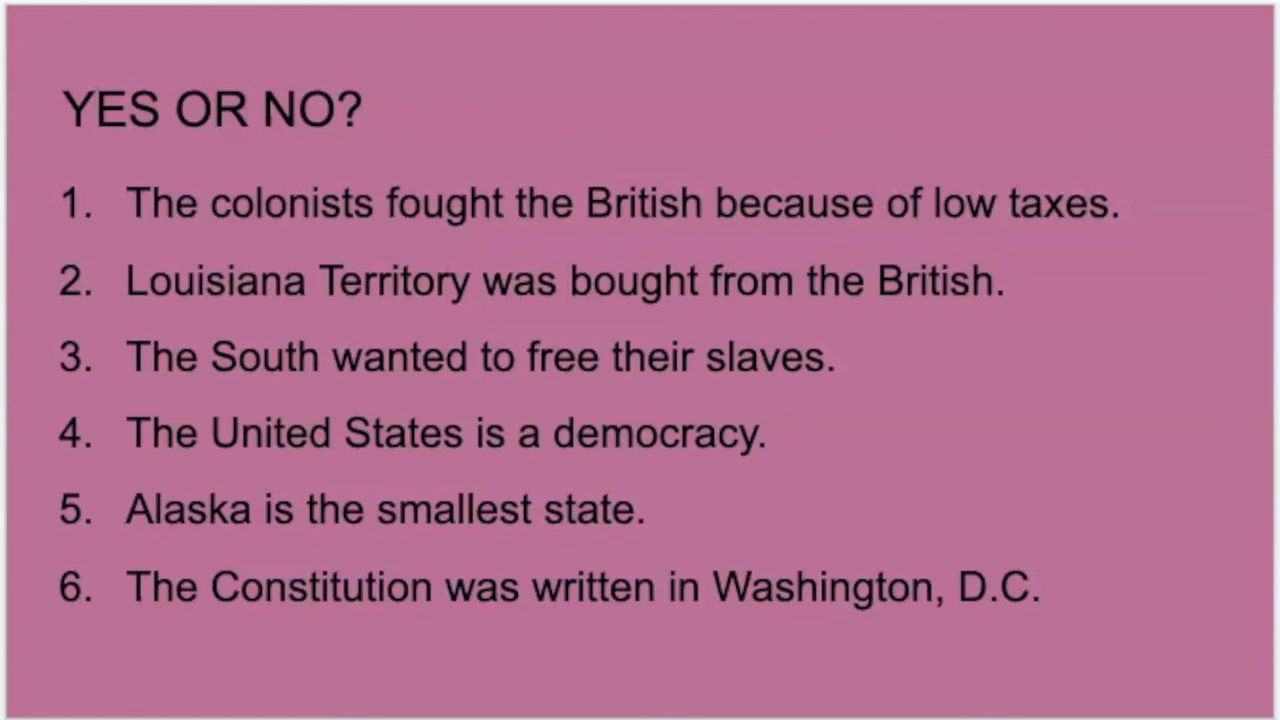 YES OR NO?
1. The colonists fought the British because of low taxes.
2. Louisiana Territory was bought from the British.
3. The South wanted to free their slaves.
4. The United States is a democracy.
5. Alaska is the smallest state.
6. The Constitution was written in Washington, D.C.